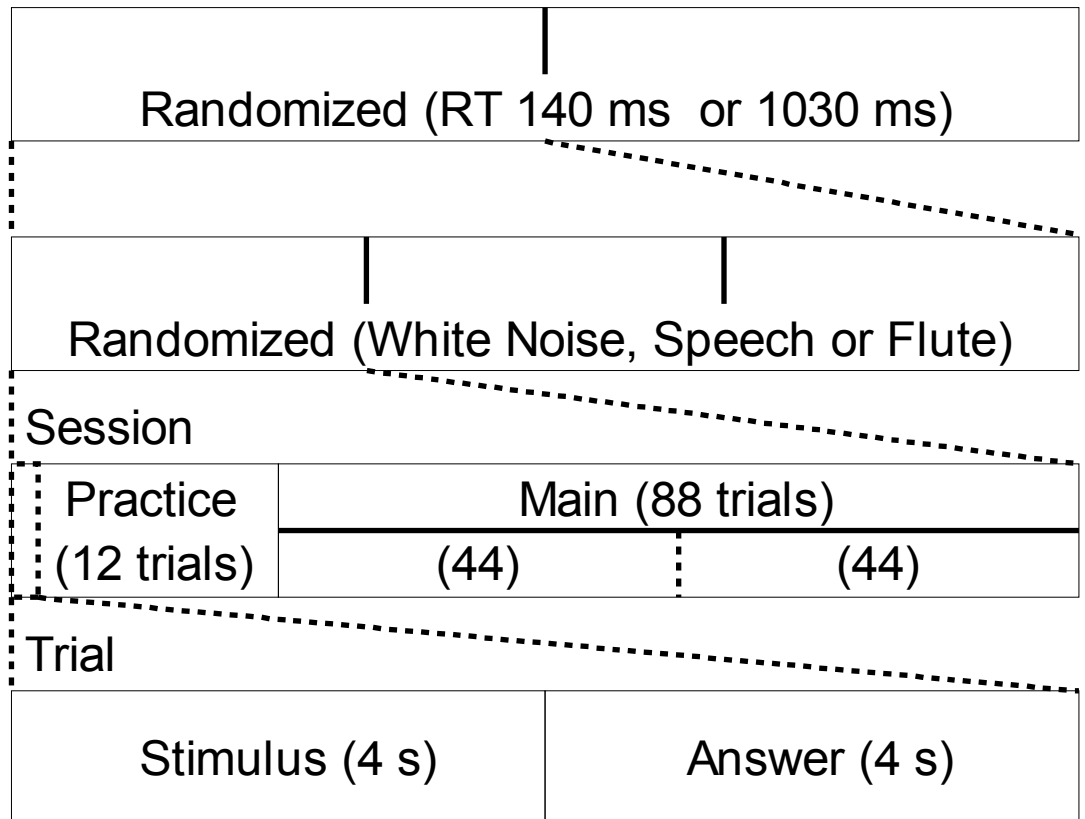 Randomized (RT 140 ms or 1030 ms)
Randomized (White Noise, Speech or Flute)
Session
Practice
(12 trials)
Main (88 trials)
(44)
(44)
Trial
Stimulus (4 s)
Answer (4 s)